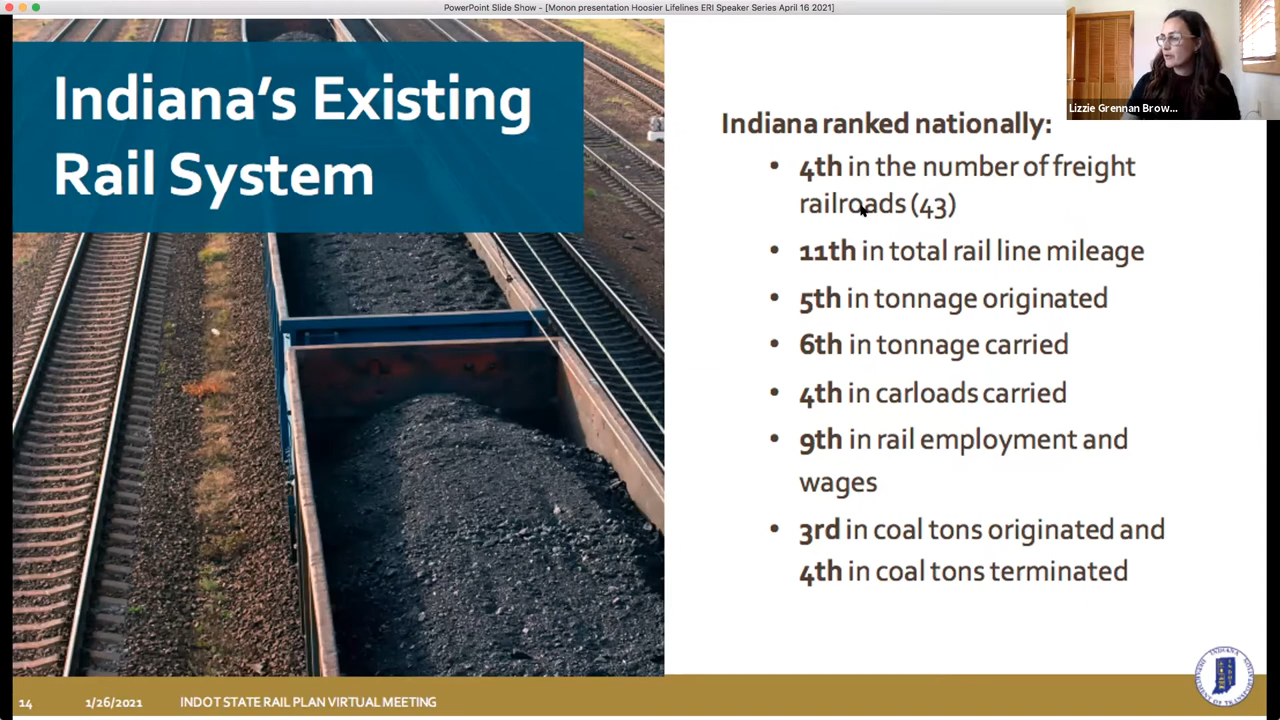 PowerPoint Slide Show - [Monon presentation Hoosier Lifelines ERI Speaker Series April 16 2021]
Lizzie Grennan Brow...
Indiana's Existing
Rail System
Indiana ranked nationally:
• 4th in the number of freight
railroads (43)
• 11th in total rail line mileage
• 5th in tonnage originated
• 6th in tonnage carried
• 4th in carloads carried
• 9th in rail employment and
wages
• 3rd in coal tons originated and
4th in coal tons terminated
14 1/26/2021 INDOT STATE RAIL PLAN VIRTUAL MEETING